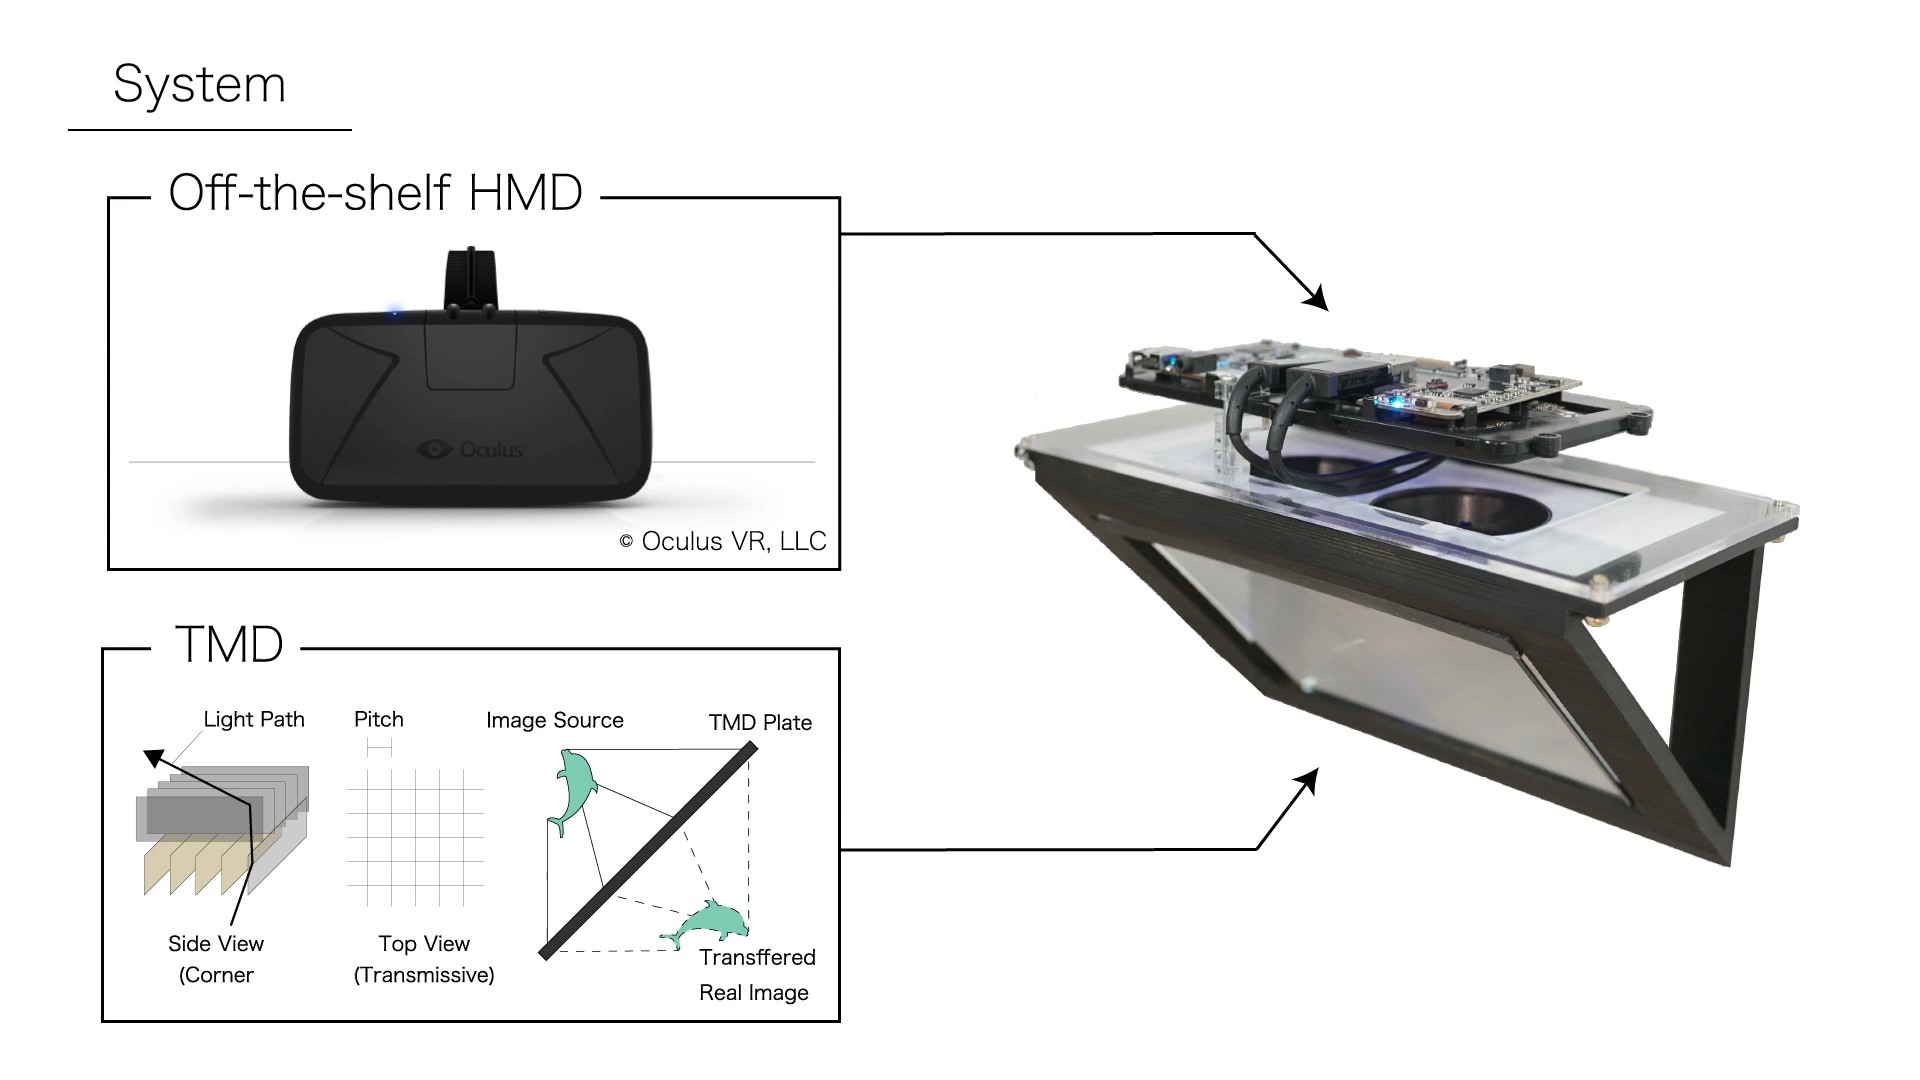 System
Off-the-shelf HMD
Oculus
© Oculus VR, LLC
TMD
Light Path
Pitch
Image Source
TMD Plate
Side View
(Corner
Top View
(Transmissive)
Transffered
Real Image